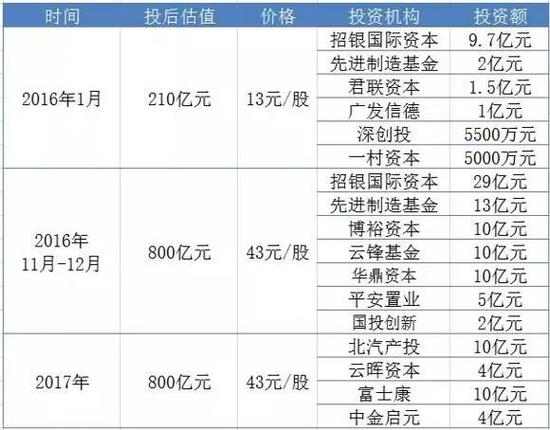 时间 投后估值 价格 投资机构 投资额
2016年1月 210亿元 13元/股 招银国际资本 9.7亿元
先进制造基金 2亿元
君联资本 1.5亿元
广发信德 1亿元
深创投 5500万元
一村资本 5000万元
2016年
11月-12月 800亿元 43元/股 招银国际资本 29亿元
先进制造基金 13亿元
博裕资本 10亿元
云锋基金 10亿元
华鼎资本 10亿元
平安置业 5亿元
国投创新 2亿元
2017年 800亿元 43元/股 北汽产投 10亿元
云晖资本 4亿元
富士康 10亿元
中金启元 4亿元